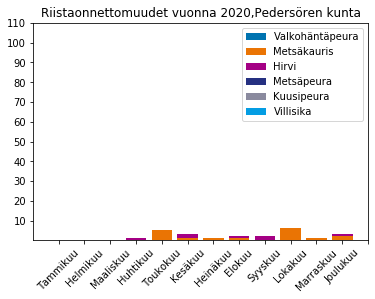 Riistaonnettomuudet vuonna 2020,Pedersören kunta
110
100
90
80
70
60
50
40
30
20
10
Valkohäntäpeura
Metsäkauris
Hirvi
Metsäpeura
Kuusipeura
Villisika
Tammikuu
Helmikuu
Maaliskuu
Huhtikuu
Toukokuu
Kesäkuu
Heinäkuu
Elokuu
Syyskuu
Lokakuu
Marraskuu
Joulukuu